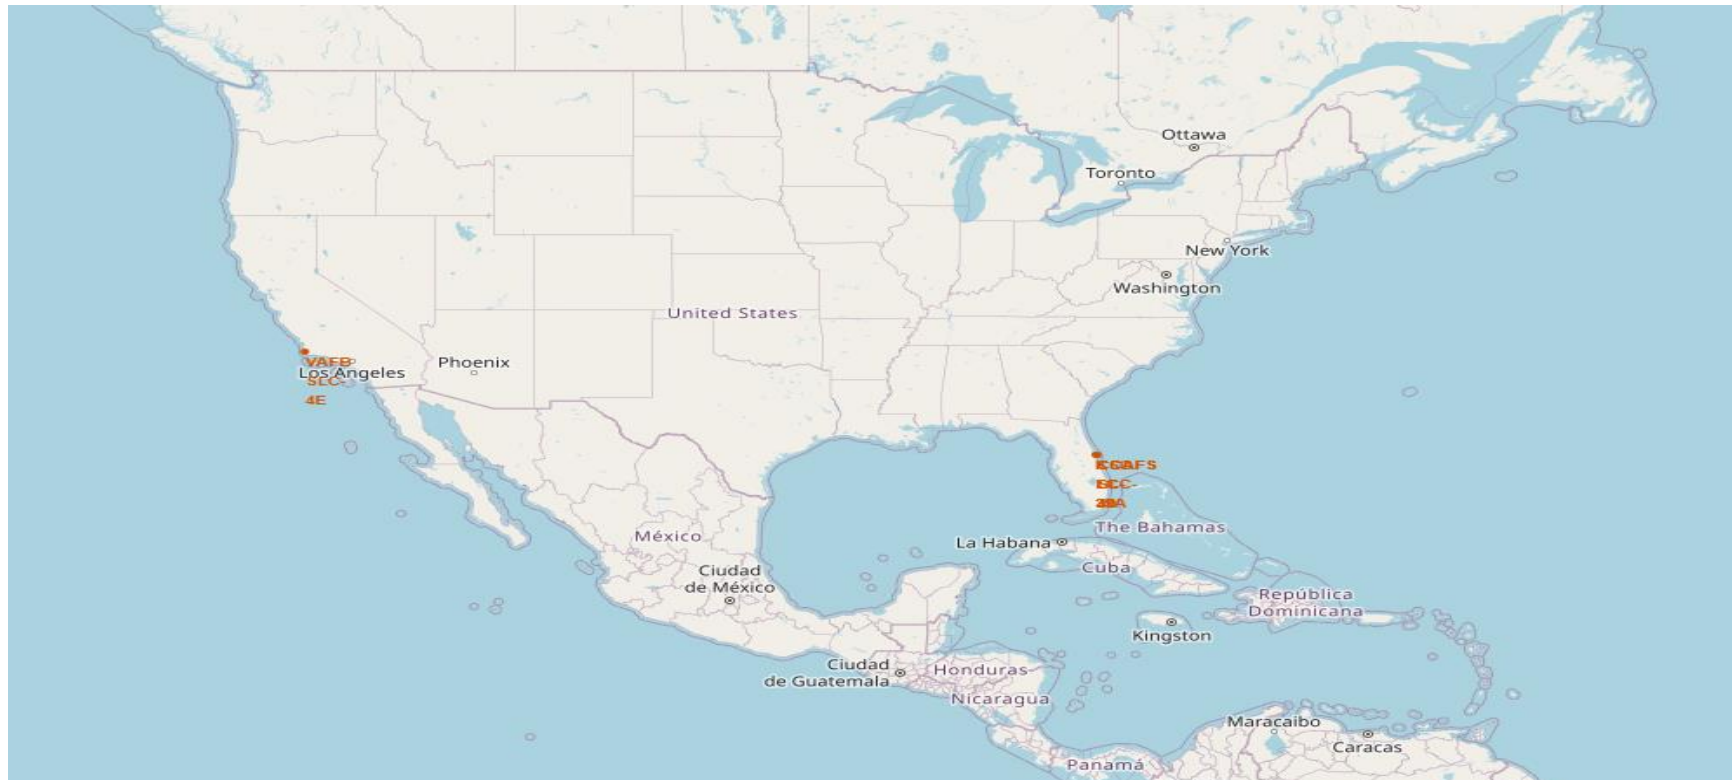 Ottawa
Toronto
New York
Washington
United States
Phoenix
VAFB
Los Angeles
SLC-
4E
The Bahamas
La Habana
México
Cuba
Ciudad
de México
República
Dominicana
Kingston
Ciudad
de Guatemala
Honduras
Nicaragua
Maracaibo
Caracas
Panamá